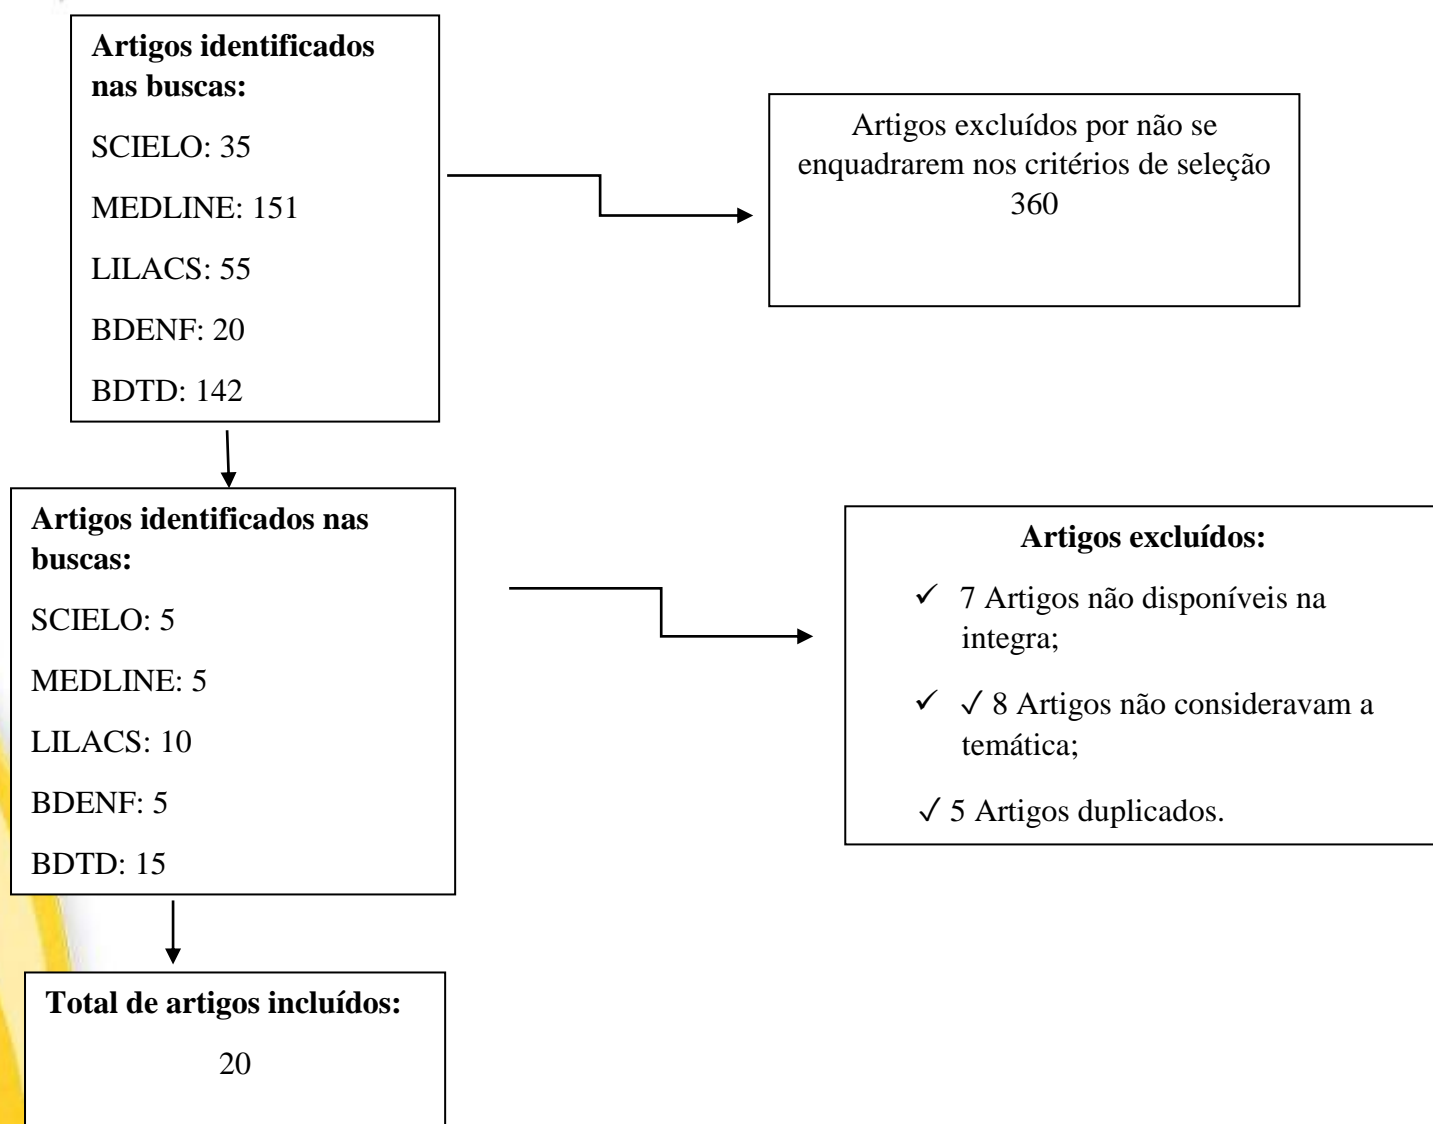 Artigos identificados
nas buscas:
SCIELO: 35
MEDLINE: 151
LILACS: 55
BDENF: 20
BDTD: 142
Artigos excluídos por não se
enquadrarem nos critérios de seleção
360
Artigos identificados nas
buscas:
SCIELO: 5
MEDLINE: 5
LILACS: 10
BDENF: 5
BDTD: 15
Artigos excluídos:
✓ 7 Artigos não disponíveis na
integra;
✓ ✓ 8 Artigos não consideravam a
temática;
✓ 5 Artigos duplicados.
Total de artigos incluídos:
20